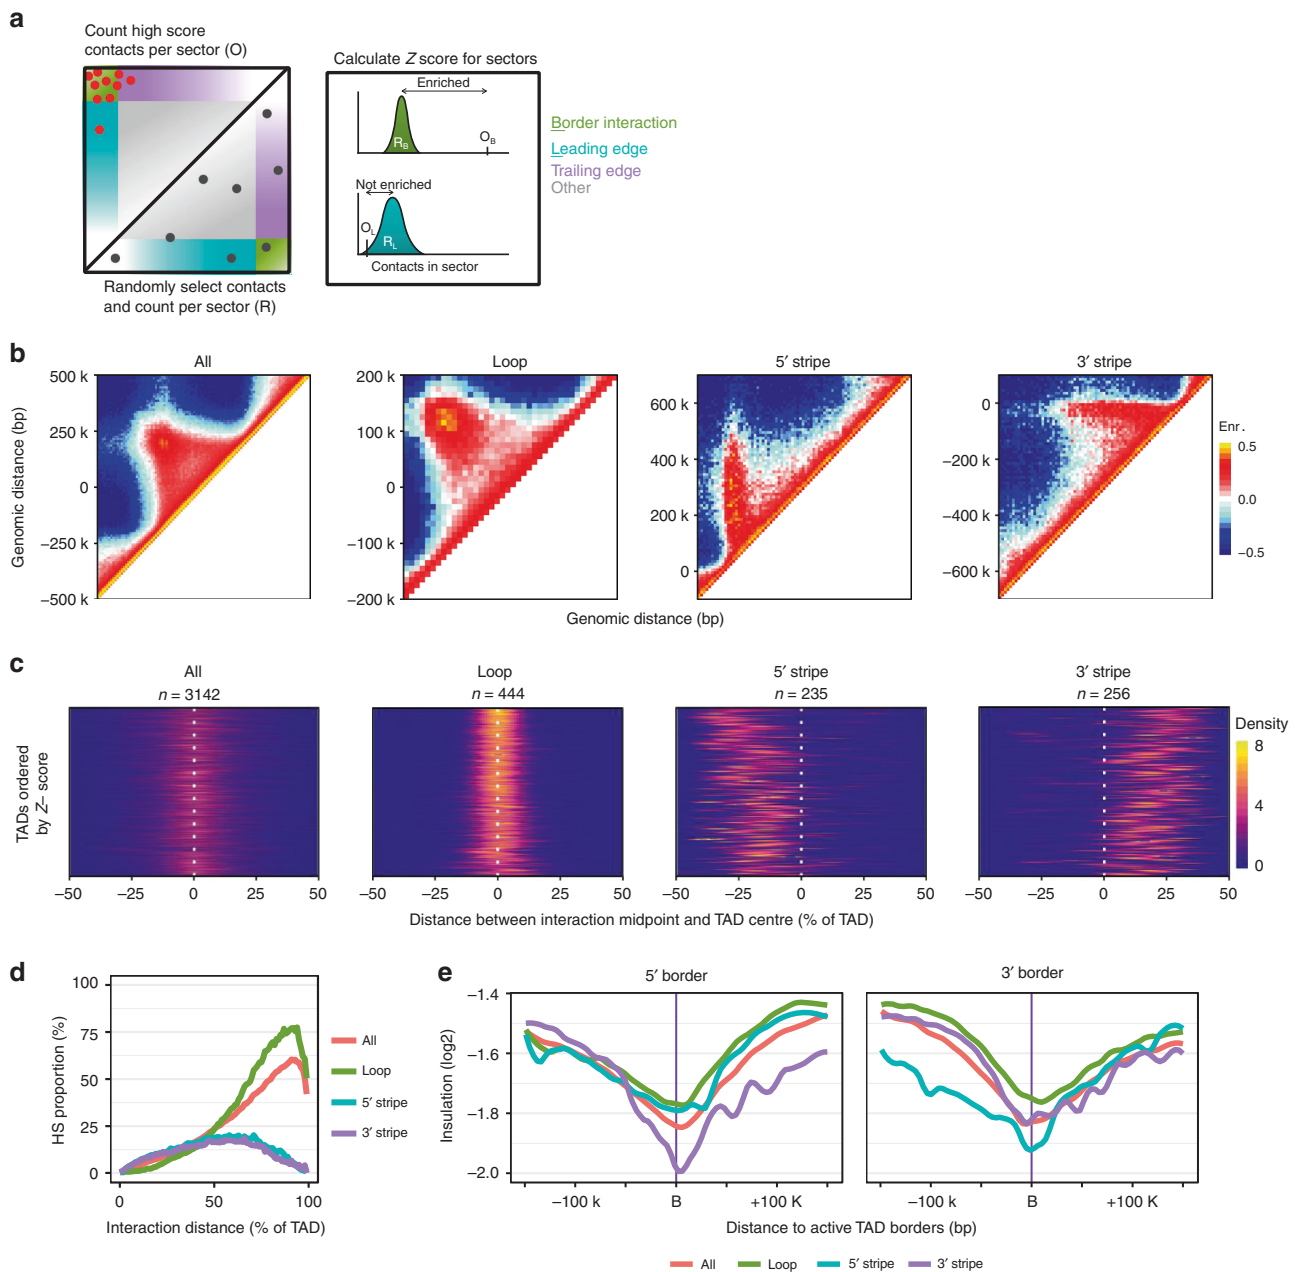 a
Count high score
contacts per sector (O)
Randomly select contacts
and count per sector (R)
Calculate Z score for sectors
Enriched
R_B
O_B
Not enriched
O_L
R_L
Contacts in sector
Border interaction
Leading edge
Trailing edge
Other
b
Genomic distance (bp)
All
500 k
250 k
0
−250 k
−500 k
Loop
200 k
100 k
0
−100 k
−200 k
5′ stripe
600 k
400 k
200 k
0
3′ stripe
0
−200 k
−400 k
−600 k
Enr.
0.5
0.0
−0.5
Genomic distance (bp)
c
TADs ordered
by Z− score
All
n = 3142
−50 −25 0 25 50
Loop
n = 444
−50 −25 0 25 50
5′ stripe
n = 235
−50 −25 0 25 50
3′ stripe
n = 256
−50 −25 0 25 50
Density
8
4
0
Distance between interaction midpoint and TAD centre (% of TAD)
d
HS proportion (%)
100
75
50
25
0
0 50 100
Interaction distance (% of TAD)
All
Loop
5′ stripe
3′ stripe
e
Insulation (log2)
5′ border
−1.4
−1.6
−1.8
−2.0
−100 k B +100 K
3′ border
−100 k B +100 K
Distance to active TAD borders (bp)
All Loop 5′ stripe 3′ stripe